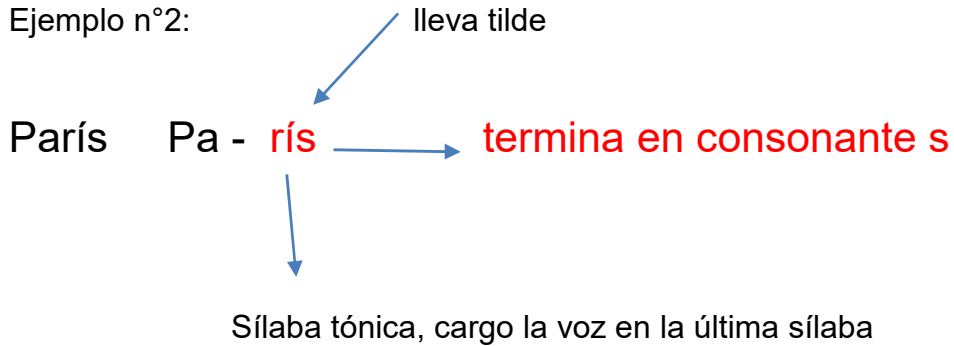 Ejemplo n°2: lleva tilde
París Pa - rís termina en consonante s
Sílaba tónica, cargo la voz en la última sílaba